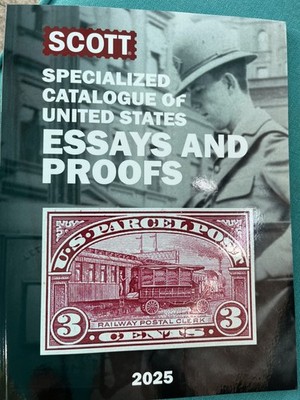 SCOTT
SPECIALIZED
CATALOGUE OF
UNITED STATES
ESSAYS AND
PROOFS
U.S. PARCEL POST
3 3
RAILWAY POSTAL CLERK
CENTS
2025